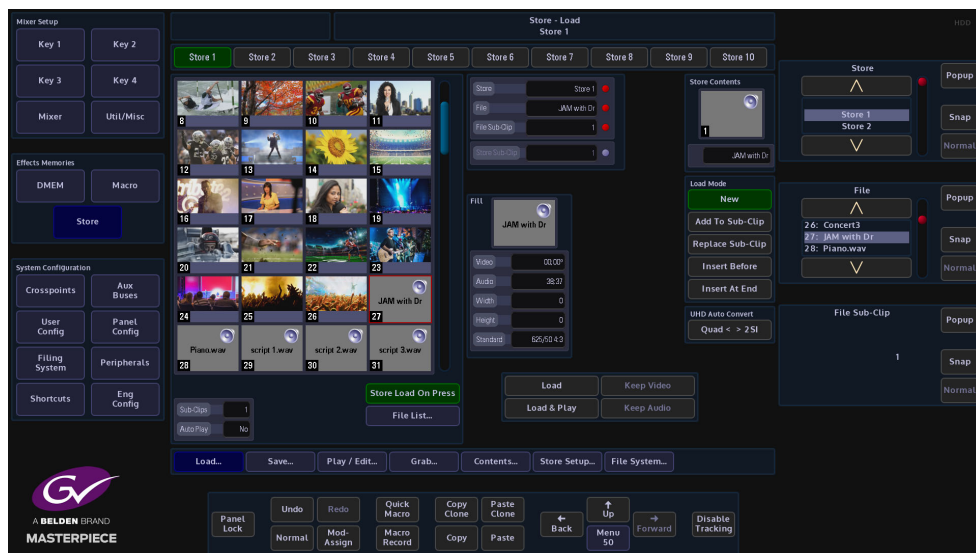 Mixer Setup
Key 1
Key 2
Key 3
Key 4
Mixer
Util/Misc
Effects Memories
DMEM
Macro
Store
System Configuration
Crosspoints
Aux
Buses
User
Config
Panel
Config
Filing
System
Peripherals
Shortcuts
Eng
Config
GV
A BELDEN BRAND
MASTERPIECE
Store - Load
Store 1
HDD
Store 1
Store 2
Store 3
Store 4
Store 5
Store 6
Store 7
Store 8
Store 9
Store 10
8
9
10
11
12
13
14
15
16
17
18
19
20
21
22
23
24
25
26
JAM with Dr
27
Piano.wav
28
script 1.wav
29
script 2.wav
30
script 3.wav
31
Sub-Clips 1
Auto Play No
Store Load On Press
File List...
Store Store 1
File JAM with Dr
File Sub-Clip 1
Store Sub-Clip 1
Fill
JAM with Dr
Video 00.00°
Audio 38:37
Width 0
Height 0
Standard 625/50 4:3
Load
Keep Video
Load & Play
Keep Audio
Store Contents
1
JAM with Dr
Load Mode
New
Add To Sub-Clip
Replace Sub-Clip
Insert Before
Insert At End
UHD Auto Convert
Quad < > 2SI
Store
Store 1
Store 2
Popup
Snap
Normal
File
26: Concert3
27: JAM with Dr
28: Piano.wav
Popup
Snap
Normal
File Sub-Clip
1
Popup
Snap
Normal
Load...
Save...
Play / Edit...
Grab...
Contents...
Store Setup...
File System...
Panel
Lock
Undo
Redo
Normal
Mod-
Assign
Quick
Macro
Macro
Record
Copy
Clone
Paste
Clone
Copy
Paste
Back
Up
Menu
50
Forward
Disable
Tracking